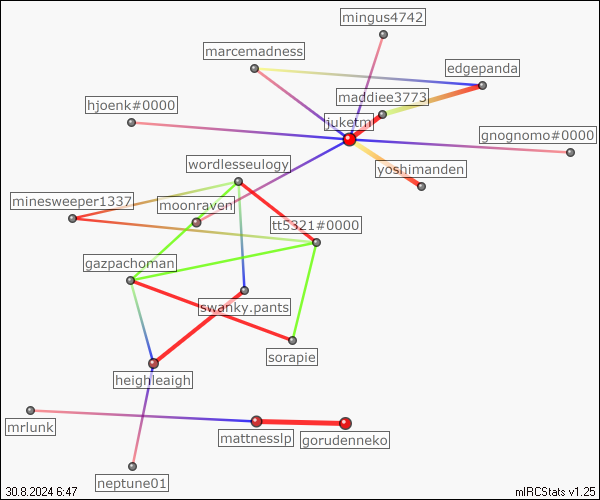 mingus4742
marcemadness
edgepanda
maddiee3773
hjoenk#0000
juketm
gnognomo#0000
wordlesseulogy
yoshimanden
minesweeper1337
moonraven
tt5321#0000
gazpachoman
swanky.pants
sorapie
heighleaigh
mrlunk
mattnesslp
gorudenneko
neptune01
30.8.2024 6:47
mIRCStats v1.25